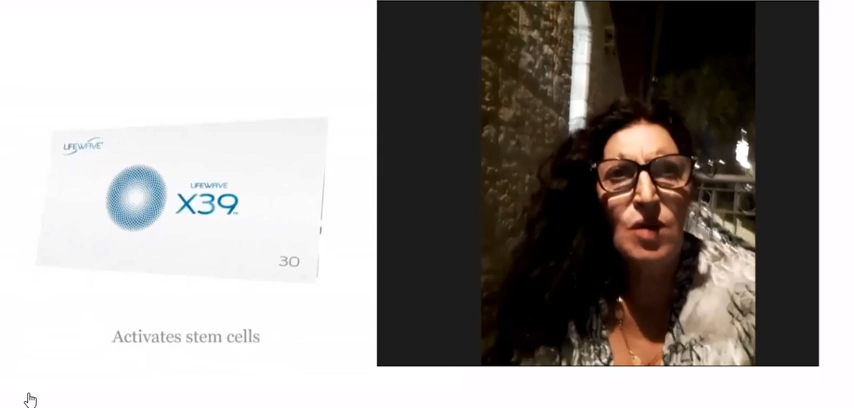 LIFEWAVE
LIFEWAVE
X39
30
Activates stem cells